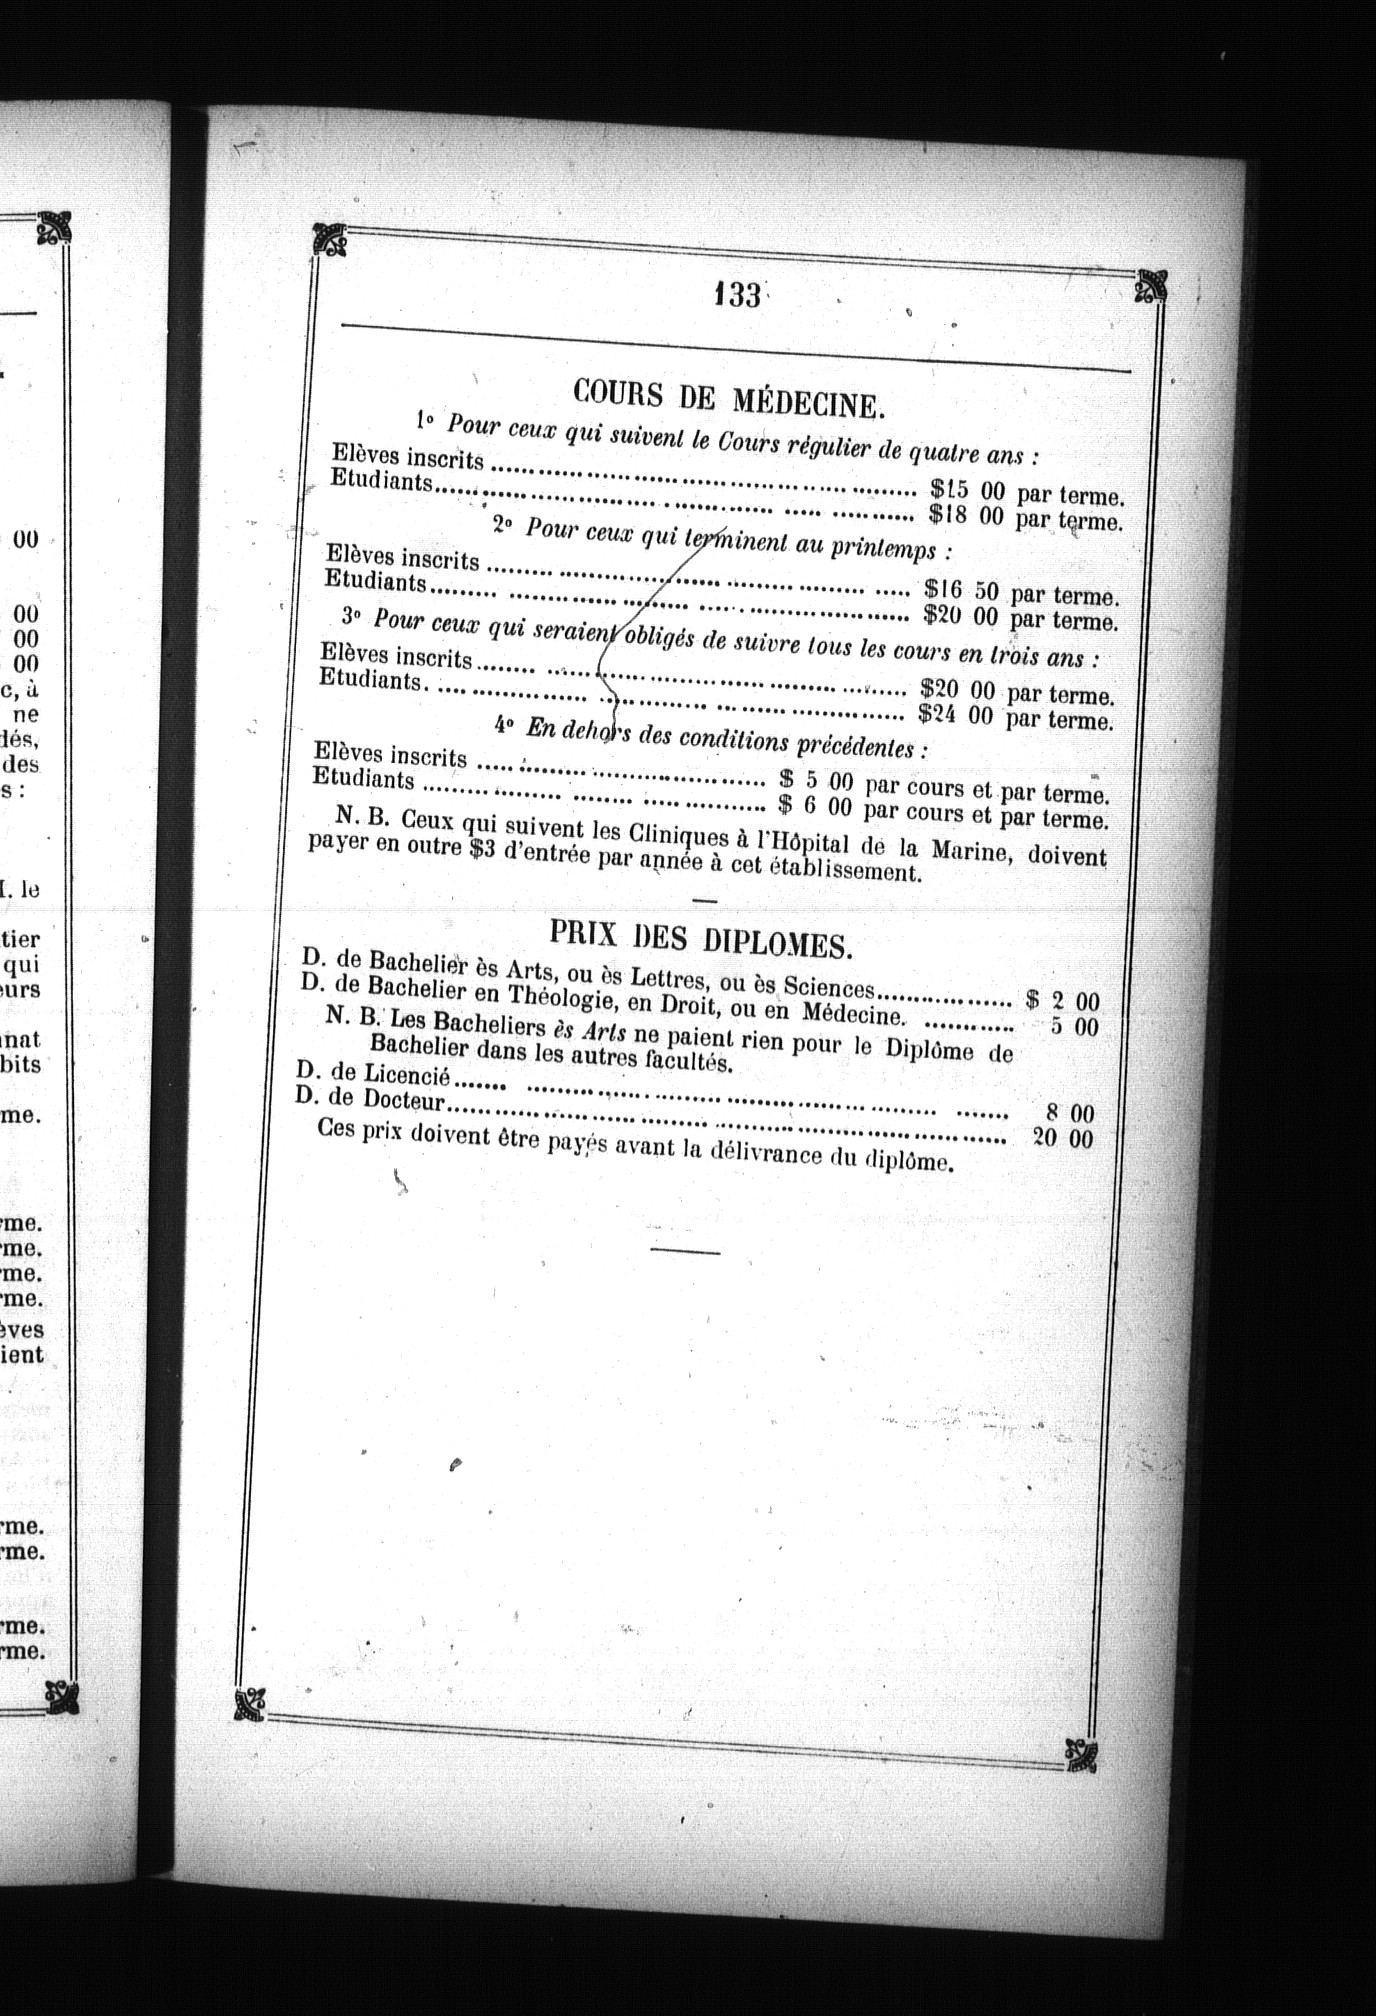 133
COURS DE MÉDECINE.
1º Pour ceux qui suivent le Cours régulier de quatre ans :
Elèves inscrits ........................ $15 00 par terme.
Etudiants........................ $18 00 par terme.
2º Pour ceux qui terminent au printemps :
Elèves inscrits ........................ $16 50 par terme.
Etudiants........................ $20 00 par terme.
3º Pour ceux qui seraient obligés de suivre tous les cours en trois ans :
Elèves inscrits........................ $20 00 par terme.
Etudiants........................ $24 00 par terme.
4º En dehors des conditions précédentes :
Elèves inscrits ........................ $ 5 00 par cours et par terme.
Etudiants ........................ $ 6 00 par cours et par terme.
N. B. Ceux qui suivent les Cliniques à l'Hôpital de la Marine, doivent
payer en outre $3 d'entrée par année à cet établissement.
PRIX DES DIPLOMES.
D. de Bachelier ès Arts, ou ès Lettres, ou ès Sciences.................. $ 2 00
D. de Bachelier en Théologie, en Droit, ou en Médecine. ............ 5 00
N. B. Les Bacheliers ès Arts ne paient rien pour le Diplôme de
Bachelier dans les autres facultés.
D. de Licencié........................ 8 00
D. de Docteur........................ 20 00
Ces prix doivent être payés avant la délivrance du diplôme.